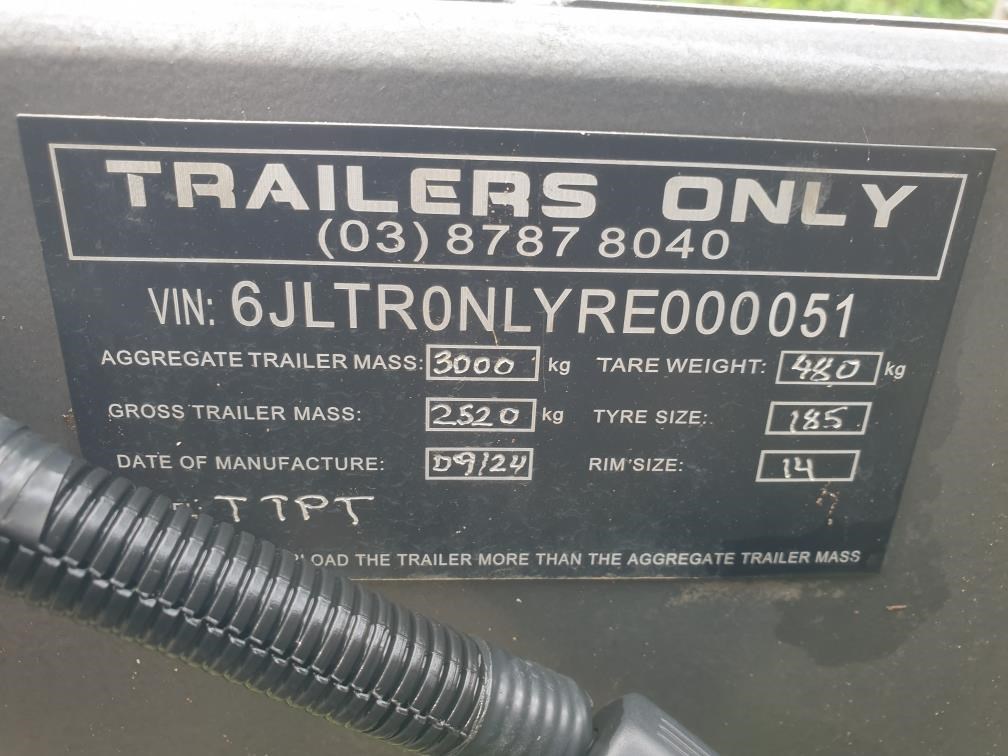 TRAILERS ONLY
(03) 8787 8040
VIN: 6JLTR0NLYRE000051
AGGREGATE TRAILER MASS: 3000 kg TARE WEIGHT: 480 kg
GROSS TRAILER MASS: 2520 kg TYRE SIZE: 185
DATE OF MANUFACTURE: 09/24 RIM SIZE: 14
TTPT
LOAD THE TRAILER MORE THAN THE AGGREGATE TRAILER MASS